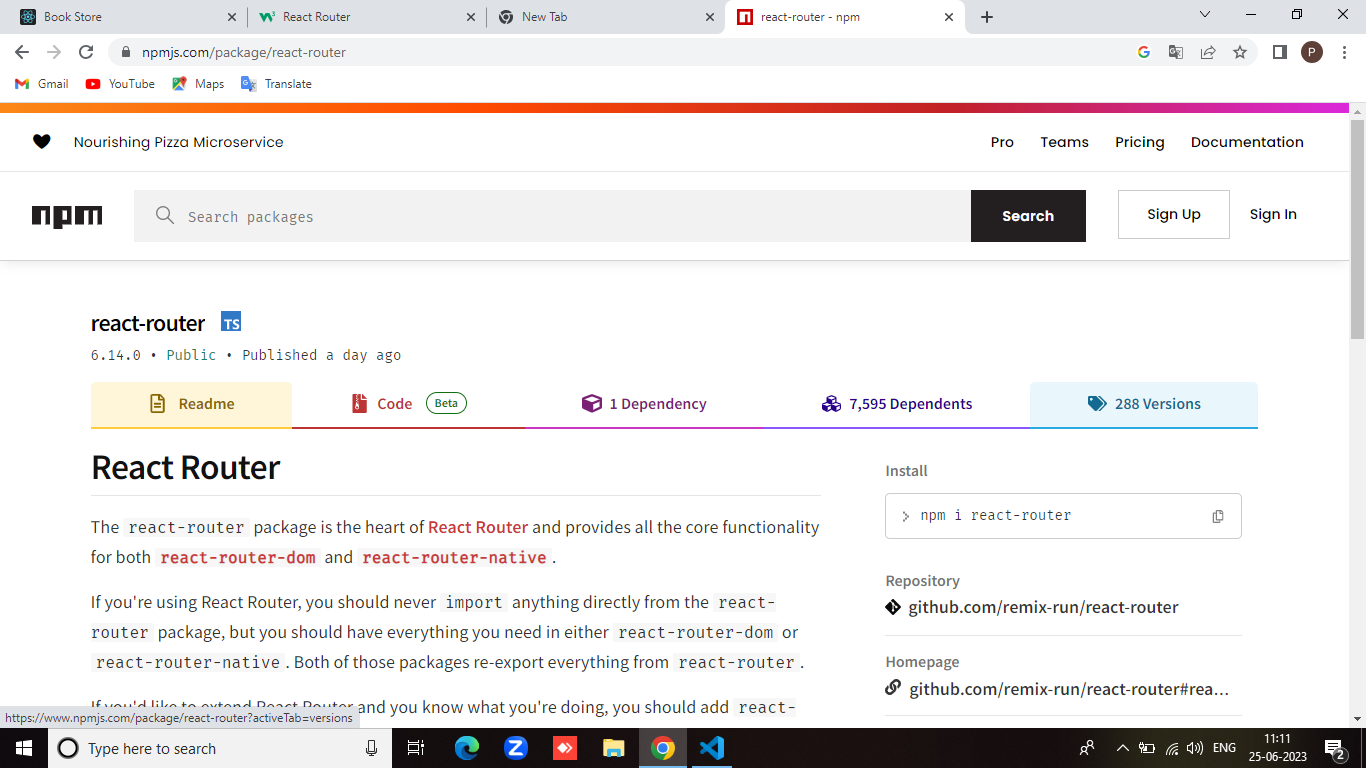 Book Store
React Router
New Tab
react-router - npm
npmjs.com/package/react-router
P
Gmail
YouTube
Maps
Translate
Nourishing Pizza Microservice
Pro
Teams
Pricing
Documentation
npm
Search packages
Search
Sign Up
Sign In
react-router TS
6.14.0 • Public • Published a day ago
Readme
Code Beta
1 Dependency
7,595 Dependents
288 Versions
React Router
The react-router package is the heart of React Router and provides all the core functionality
for both react-router-dom and react-router-native.
If you're using React Router, you should never import anything directly from the react-
router package, but you should have everything you need in either react-router-dom or
react-router-native. Both of those packages re-export everything from react-router.
If you'd like to extend React Router and you know what you're doing, you should add react-
Install
npm i react-router
Repository
github.com/remix-run/react-router
Homepage
github.com/remix-run/react-router#rea...
https://www.npmjs.com/package/react-router?activeTab=versions
Type here to search
ENG
11:11
25-06-2023
2